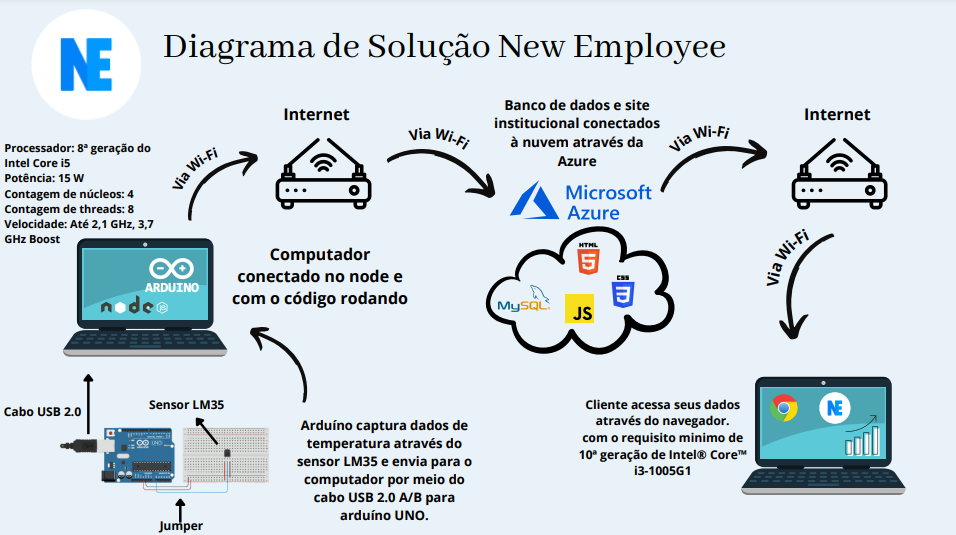 NE
Diagrama de Solução New Employee
Processador: 8ª geração do
Intel Core i5
Potência: 15 W
Contagem de núcleos: 4
Contagem de threads: 8
Velocidade: Até 2,1 GHz, 3,7
GHz Boost
Via Wi-Fi
Internet
Via Wi-Fi
Banco de dados e site
institucional conectados
à nuvem através da
Azure
Microsoft
Azure
Via Wi-Fi
Internet
Via Wi-Fi
ARDUINO
node
JS
Computador
conectado no node e
com o código rodando
HTML
5
CSS
3
MySQL
JS
Cabo USB 2.0
Sensor LM35
UNO
Jumper
Arduíno captura dados de
temperatura através do
sensor LM35 e envia para o
computador por meio do
cabo USB 2.0 A/B para
arduíno UNO.
Cliente acessa seus dados
através do navegador.
com o requisito minimo de
10ª geração de Intel® Core™
i3-1005G1
NE